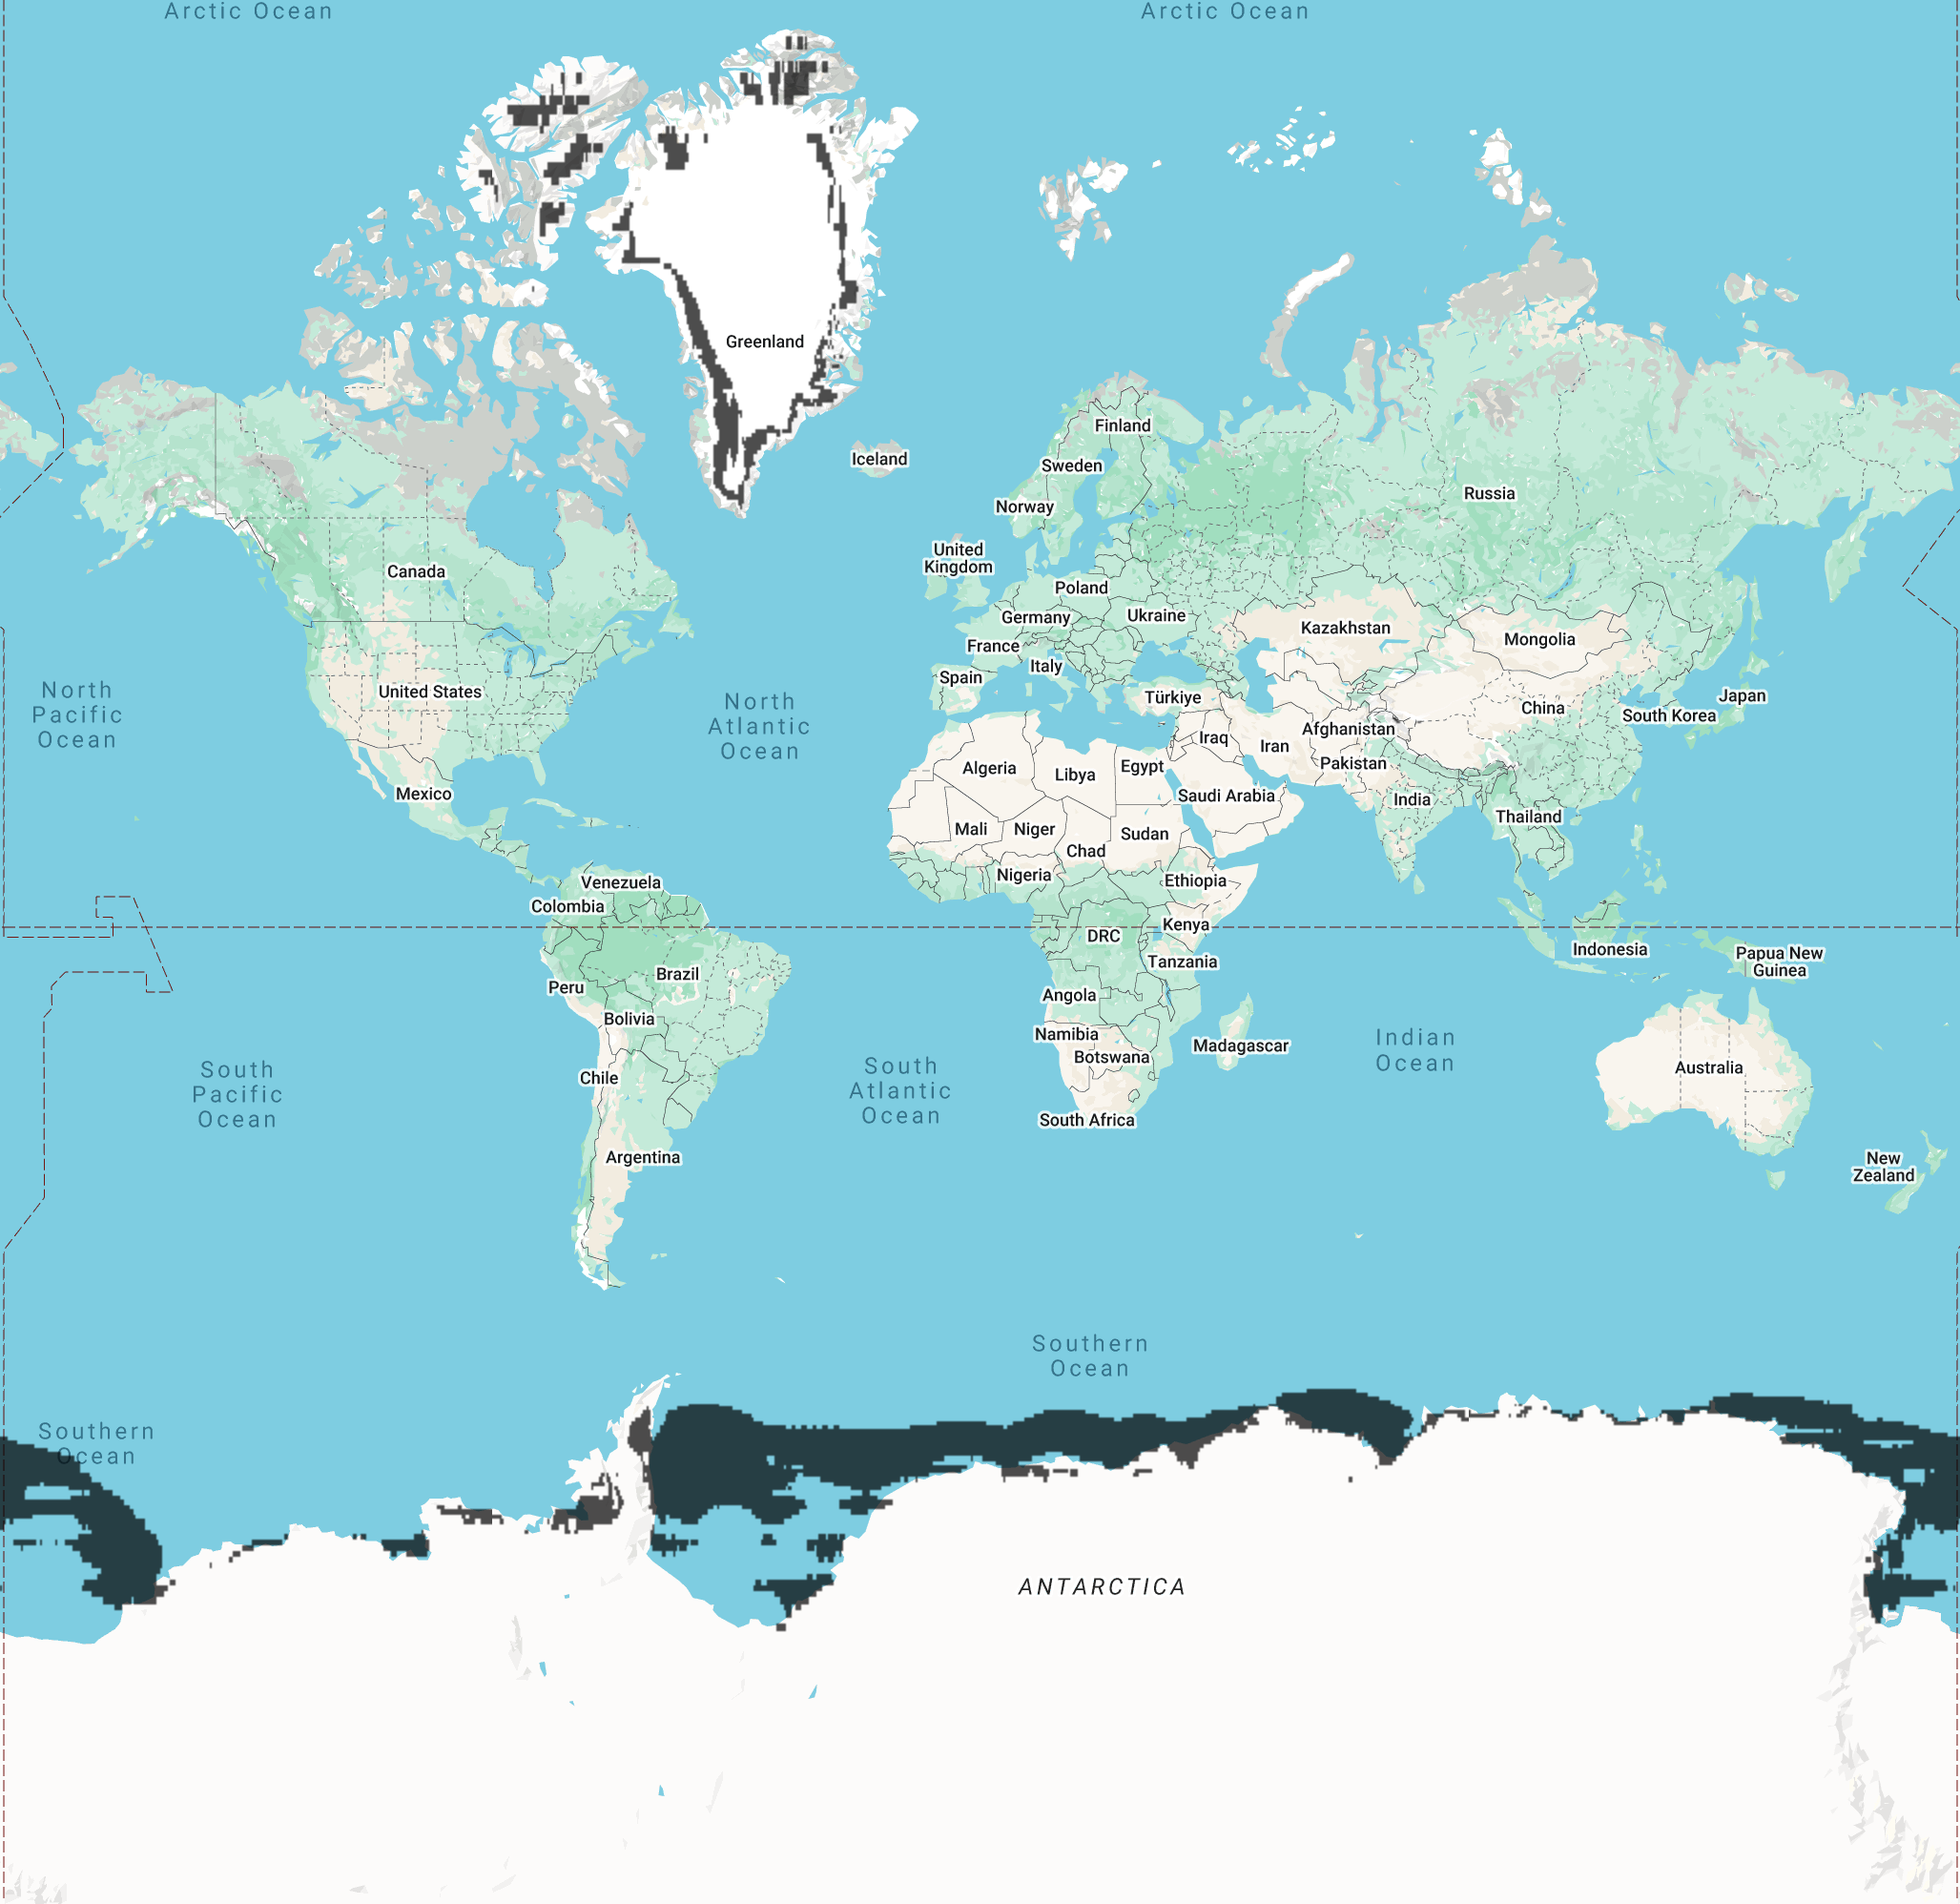 Arctic Ocean
Arctic Ocean
Greenland
Finland
Iceland
Sweden
Russia
Norway
United
Kingdom
Canada
Poland
Germany
Ukraine
Kazakhstan
Mongolia
France
Italy
Spain
United States
North
Pacific
Ocean
North
Atlantic
Ocean
Türkiye
Japan
China
South Korea
Afghanistan
Iraq
Iran
Pakistan
Algeria
Libya
Egypt
Saudi Arabia
India
Mexico
Thailand
Mali
Niger
Sudan
Chad
Nigeria
Ethiopia
Venezuela
Colombia
Kenya
DRC
Indonesia
Papua New
Guinea
Tanzania
Brazil
Peru
Angola
Bolivia
Namibia
Botswana
Madagascar
Indian
Ocean
Australia
Chile
South
Pacific
Ocean
South
Atlantic
Ocean
South Africa
Argentina
New
Zealand
Southern
Ocean
Southern
Ocean
ANTARCTICA